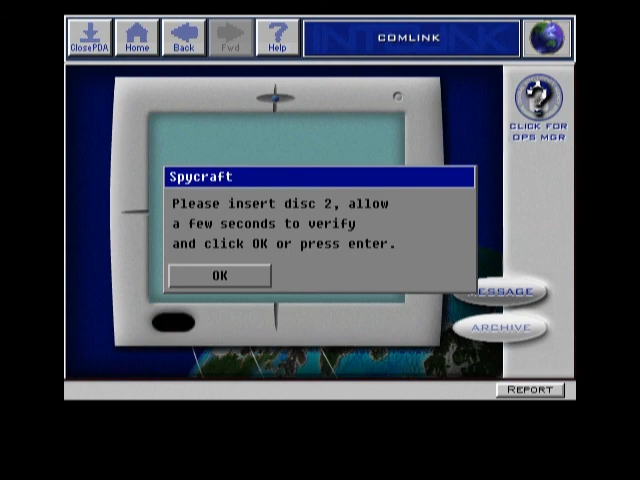 ClosePDA
Home
Back
Fwd
Help
COMLINK
CLICK FOR
OPS MGR
Spycraft
Please insert disc 2, allow
a few seconds to verify
and click OK or press enter.
OK
MESSAGE
ARCHIVE
REPORT